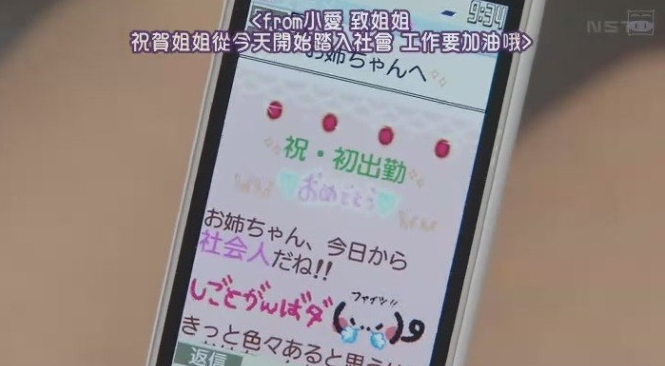 <from小愛 致姐姐
祝賀姐姐從今天開始踏入社會 工作要加油哦>
9:34
お姉ちゃんへ
祝・初出勤
おめでとう
お姉ちゃん、今日から
社会人だね!!
しごとがんばダ
ファイツ!!
きっと色々あると思う
返信